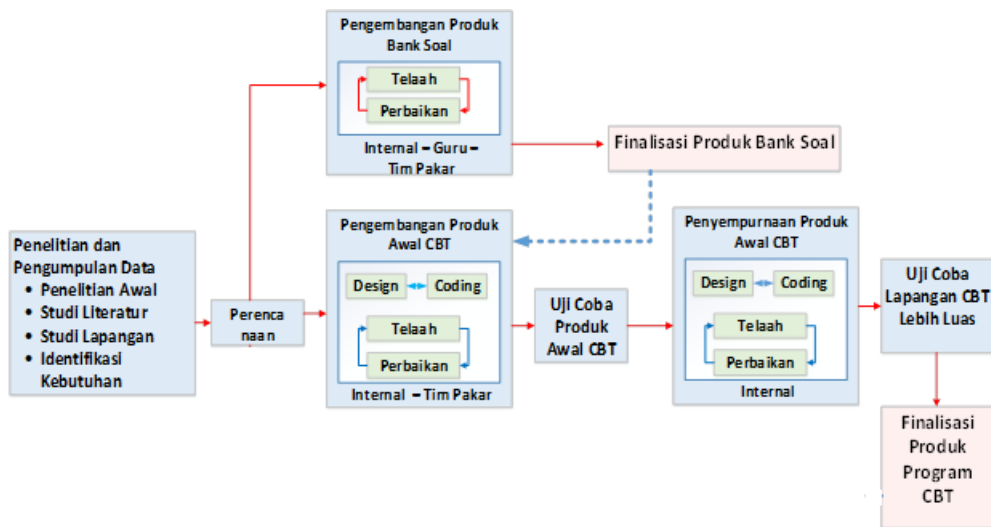 Penelitian dan
Pengumpulan Data
• Penelitian Awal
• Studi Literatur
• Studi Lapangan
• Identifikasi
Kebutuhan
Perenca
naan
Pengembangan Produk
Bank Soal
Telaah
Perbaikan
Internal – Guru –
Tim Pakar
Finalisasi Produk Bank Soal
Pengembangan Produk
Awal CBT
Design
Coding
Telaah
Perbaikan
Internal – Tim Pakar
Uji Coba
Produk
Awal CBT
Penyempurnaan Produk
Awal CBT
Design
Coding
Telaah
Perbaikan
Internal
Uji Coba
Lapangan CBT
Lebih Luas
Finalisasi
Produk
Program
CBT